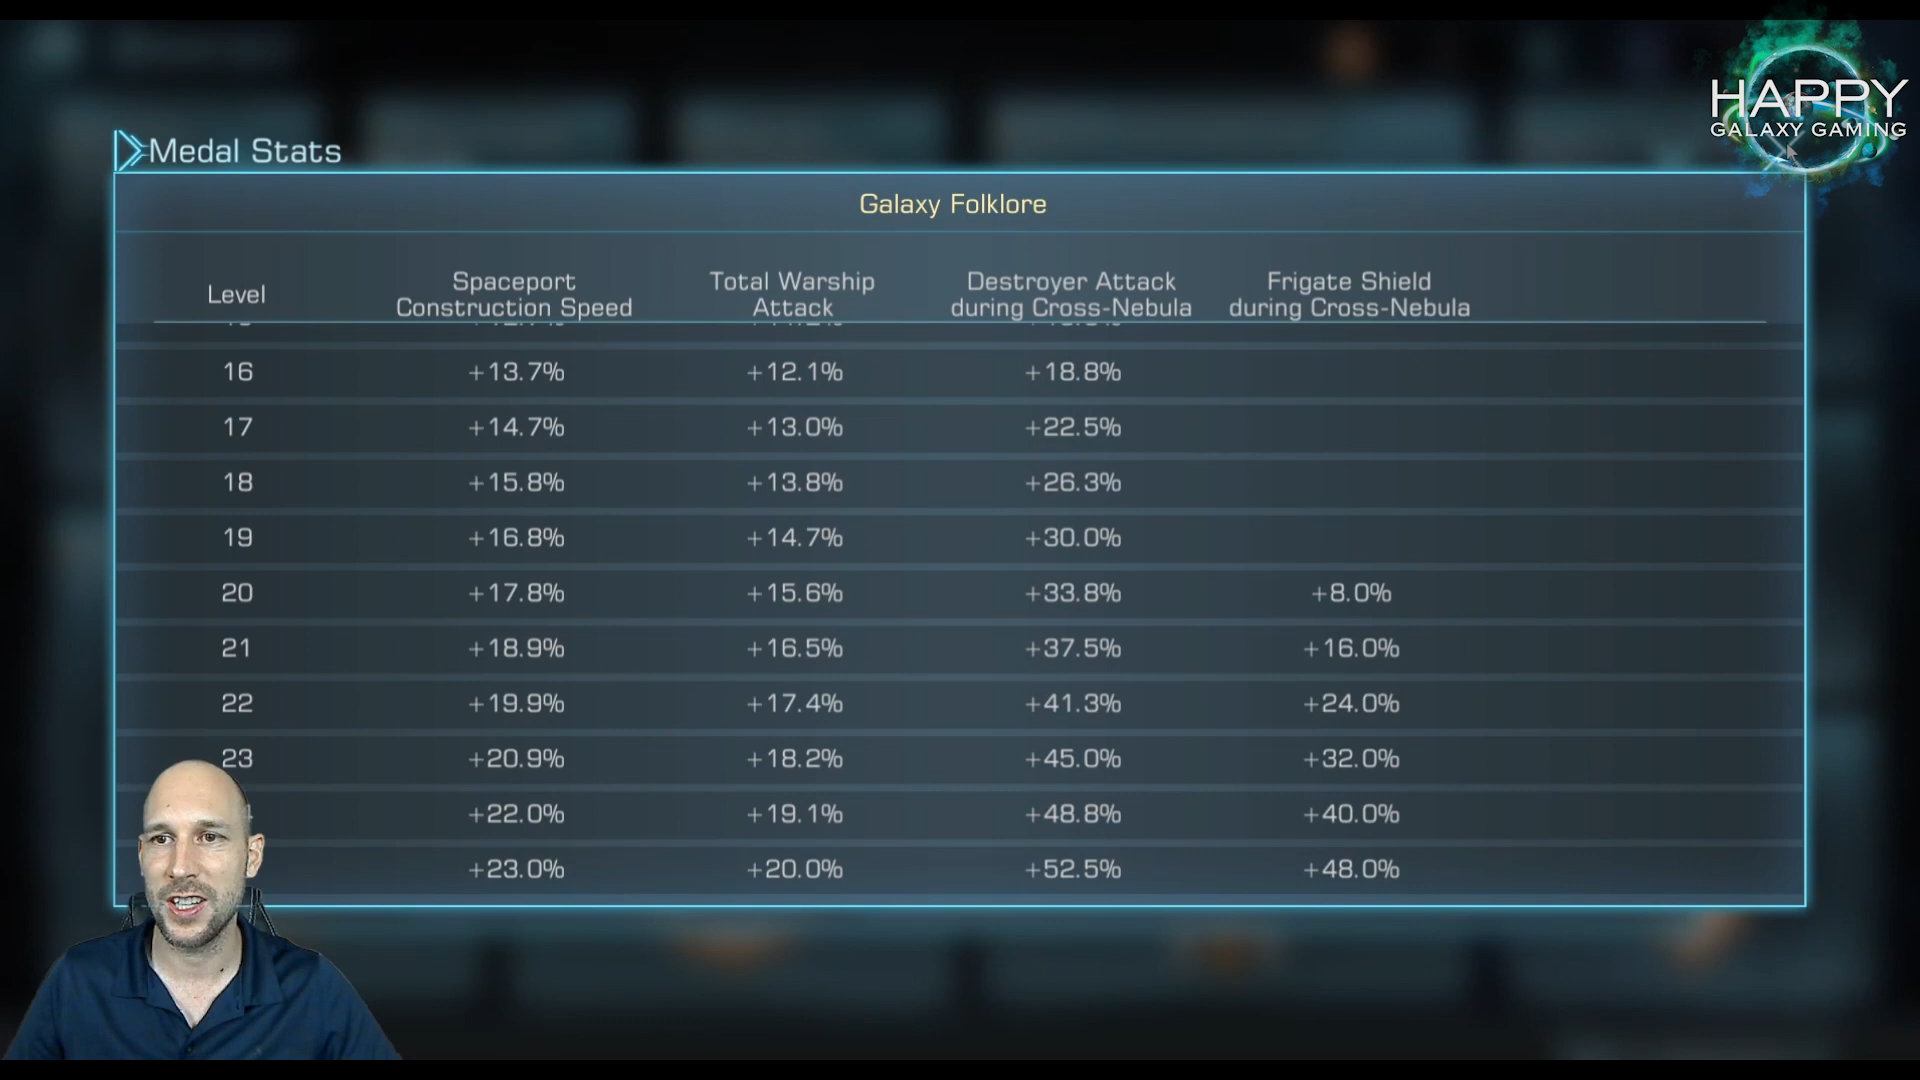 HAPPY
GALAXY GAMING
Medal Stats
Galaxy Folklore
Level Spaceport Construction Speed Total Warship Attack Destroyer Attack during Cross-Nebula Frigate Shield during Cross-Nebula
16 +13.7% +12.1% +18.8%
17 +14.7% +13.0% +22.5%
18 +15.8% +13.8% +26.3%
19 +16.8% +14.7% +30.0%
20 +17.8% +15.6% +33.8% +8.0%
21 +18.9% +16.5% +37.5% +16.0%
22 +19.9% +17.4% +41.3% +24.0%
23 +20.9% +18.2% +45.0% +32.0%
+22.0% +19.1% +48.8% +40.0%
+23.0% +20.0% +52.5% +48.0%